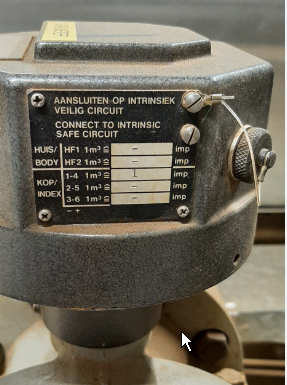 AANSLUITEN OP INTRINSIEK
VEILIG CIRCUIT
CONNECT TO INTRINSIC
SAFE CIRCUIT
HUIS/ HF1 1m³ ≙ - imp
BODY HF2 1m³ ≙ - imp
KOP/ 1-4 1m³ ≙ 1 imp
INDEX 2-5 1m³ ≙ - imp
3-6 1m³ ≙ - imp
- +